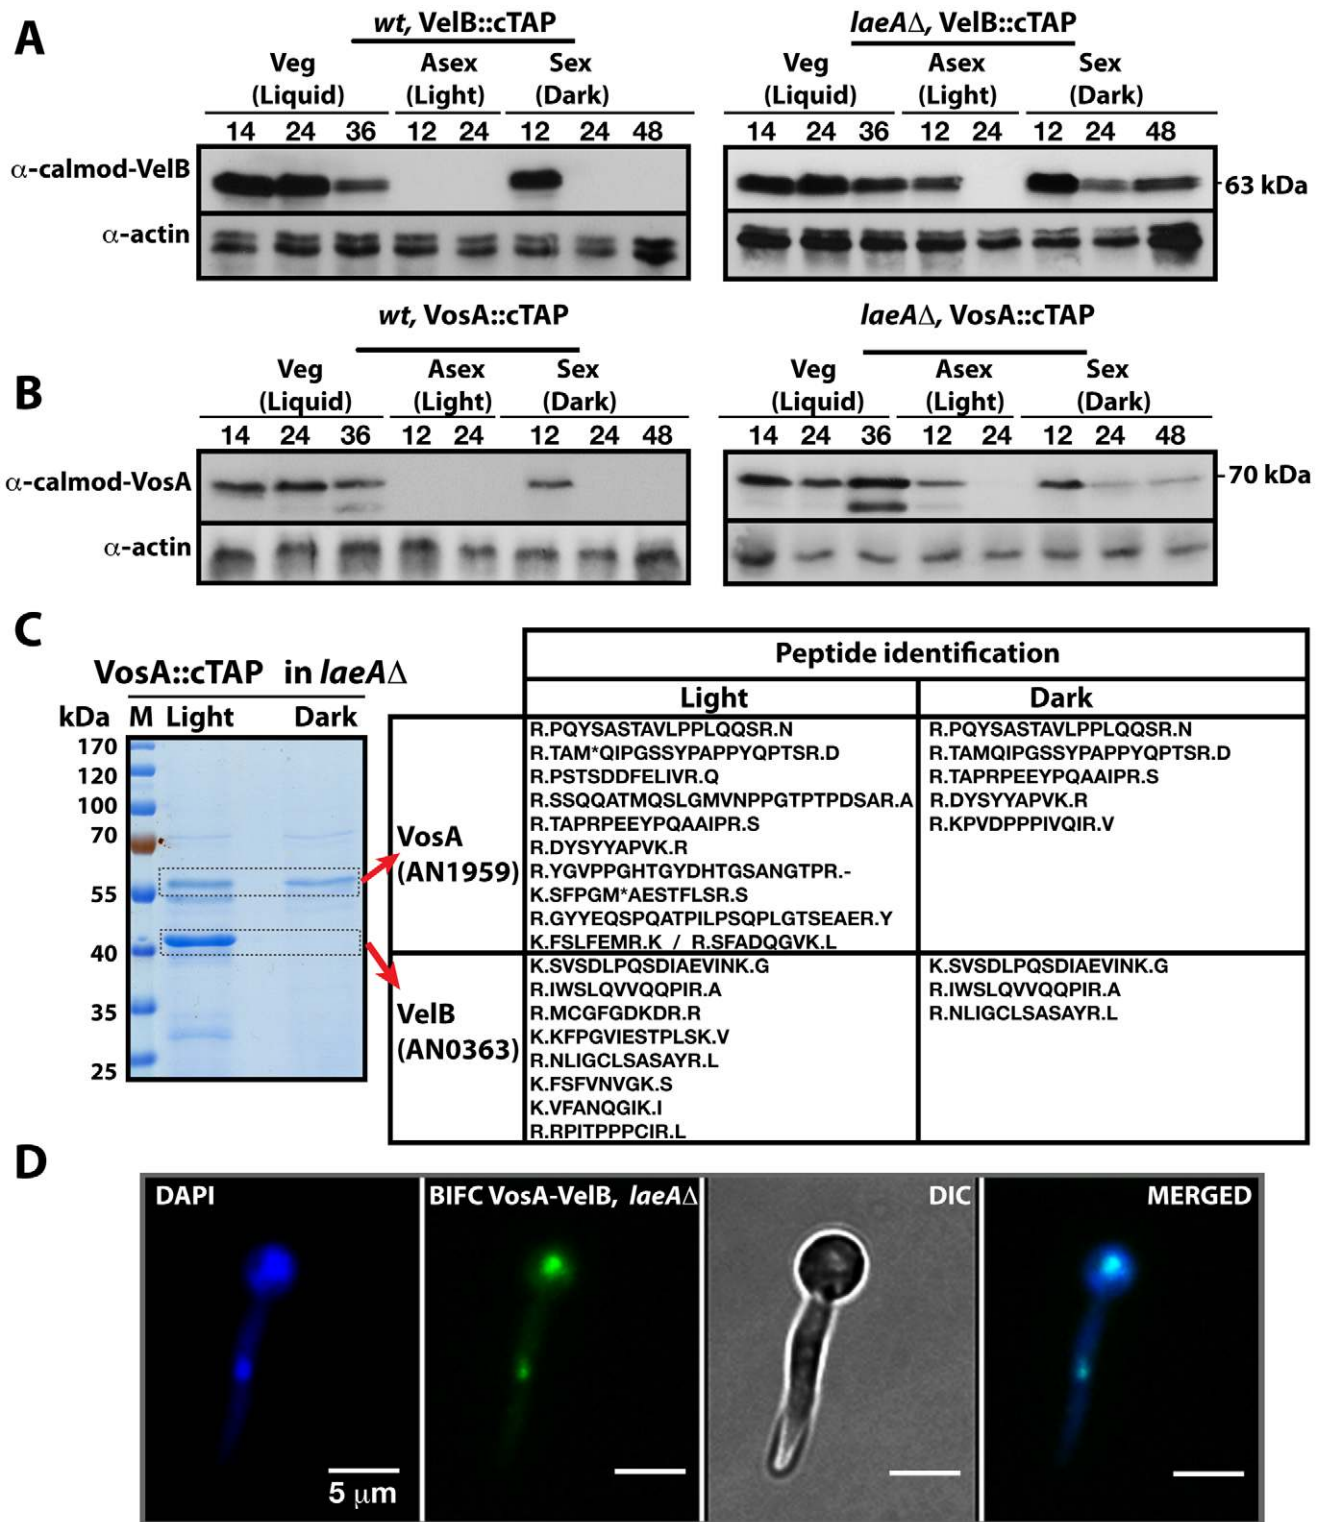 A
wt, VelB::cTAP
laeAΔ, VelB::cTAP
Veg Asex Sex
(Liquid) (Light) (Dark)
Veg Asex Sex
(Liquid) (Light) (Dark)
14 24 36 12 24 12 24 48
14 24 36 12 24 12 24 48
α-calmod-VelB
63 kDa
α-actin
B
wt, VosA::cTAP
laeAΔ, VosA::cTAP
Veg Asex Sex
(Liquid) (Light) (Dark)
Veg Asex Sex
(Liquid) (Light) (Dark)
14 24 36 12 24 12 24 48
14 24 36 12 24 12 24 48
α-calmod-VosA
70 kDa
α-actin
C
VosA::cTAP in laeAΔ
kDa M Light Dark
170
120
100
70
55
40
35
25
Peptide identification
Light Dark
VosA
(AN1959)
R.PQYSASTAVLPPLQQSR.N
R.TAM*QIPGSSYPAPPYQPTSR.D
R.PSTSDDFELIVR.Q
R.SSQQATMQSLGMVNPPGTPTPDSAR.A
R.TAPRPEEYPQAAIPR.S
R.DYSYYAPVK.R
R.YGVPPGHTGYDHTGSANGTPR.-
K.SFPGM*AESTFLSR.S
R.GYYEQSPQATPILPSQPLGTSEAER.Y
K.FSLFEMR.K / R.SFADQGVK.L
R.PQYSASTAVLPPLQQSR.N
R.TAMQIPGSSYPAPPYQPTSR.D
R.TAPRPEEYPQAAIPR.S
R.DYSYYAPVK.R
R.KPVDPPPIVQIR.V
VelB
(AN0363)
K.SVSDLPQSDIAEVINK.G
R.IWSLQVVQQPIR.A
R.MCGFGDKDR.R
K.KFPGVIESTPLSK.V
R.NLIGCLSASAYR.L
K.FSFVNVGK.S
K.VFANQGIK.I
R.RPITPPPCIR.L
K.SVSDLPQSDIAEVINK.G
R.IWSLQVVQQPIR.A
R.NLIGCLSASAYR.L
D
DAPI
BIFC VosA-VelB, laeAΔ
DIC
MERGED
5 μm